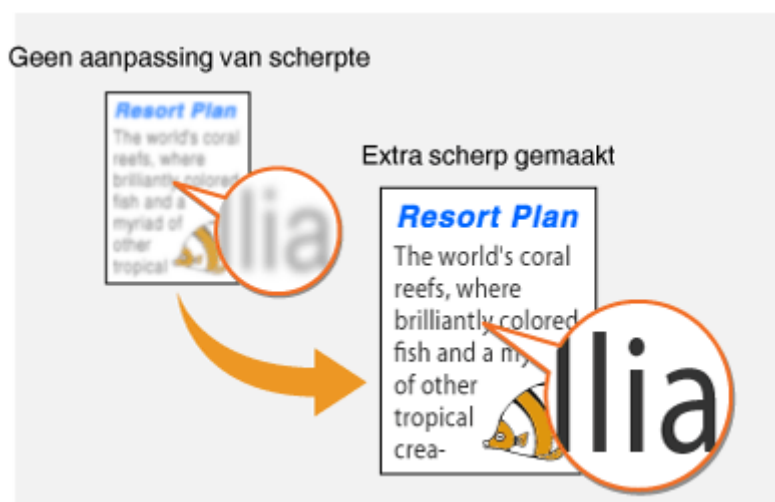 Geen aanpassing van scherpte
Resort Plan
The world's coral
reefs, where
brilliantly colored
fish and a
myriad of
other
tropical
llia
Extra scherp gemaakt
Resort Plan
The world's coral
reefs, where
brilliantly colored
fish and a my
of other
tropical
crea-
llia